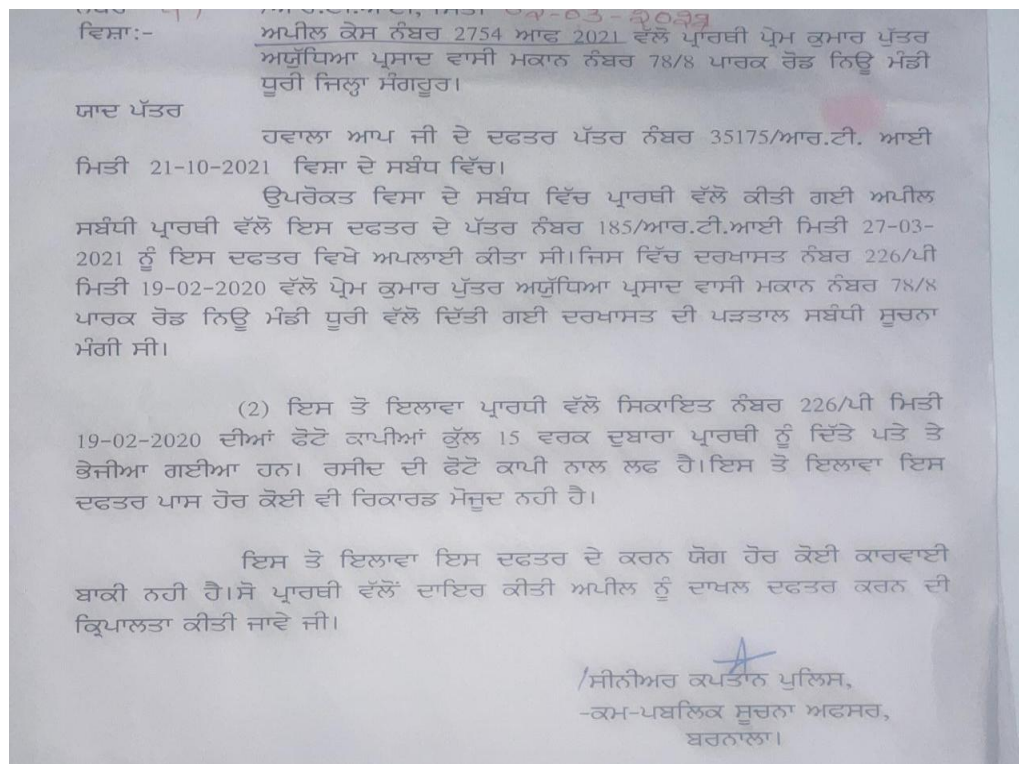 ਵਿਸ਼ਾ:- ਅਪੀਲ ਕੇਸ ਨੰਬਰ 2754 ਆਫ 2021 ਵੱਲੋ ਪ੍ਰਾਰਥੀ ਪ੍ਰੇਮ ਕੁਮਾਰ ਪੁੱਤਰ
ਅਯੁੱਧਿਆ ਪ੍ਰਸਾਦ ਵਾਸੀ ਮਕਾਨ ਨੰਬਰ 78/8 ਪਾਰਕ ਰੋਡ ਨਿਊ ਮੰਡੀ
ਧੂਰੀ ਜਿਲ੍ਹਾ ਸੰਗਰੂਰ।
ਯਾਦ ਪੱਤਰ
ਹਵਾਲਾ ਆਪ ਜੀ ਦੇ ਦਫਤਰ ਪੱਤਰ ਨੰਬਰ 35175/ਆਰ.ਟੀ. ਆਈ
ਮਿਤੀ 21-10-2021 ਵਿਸ਼ਾ ਦੇ ਸਬੰਧ ਵਿੱਚ।
ਉਪਰੋਕਤ ਵਿਸਾ ਦੇ ਸਬੰਧ ਵਿੱਚ ਪ੍ਰਾਰਥੀ ਵੱਲੋ ਕੀਤੀ ਗਈ ਅਪੀਲ
ਸਬੰਧੀ ਪ੍ਰਾਰਥੀ ਵੱਲੋ ਇਸ ਦਫਤਰ ਦੇ ਪੱਤਰ ਨੰਬਰ 185/ਆਰ.ਟੀ.ਆਈ ਮਿਤੀ 27-03-
2021 ਨੂੰ ਇਸ ਦਫਤਰ ਵਿਖੇ ਅਪਲਾਈ ਕੀਤਾ ਸੀ।ਜਿਸ ਵਿੱਚ ਦਰਖਾਸਤ ਨੰਬਰ 226/ਪੀ
ਮਿਤੀ 19-02-2020 ਵੱਲੋ ਪ੍ਰੇਮ ਕੁਮਾਰ ਪੁੱਤਰ ਅਯੁੱਧਿਆ ਪ੍ਰਸਾਦ ਵਾਸੀ ਮਕਾਨ ਨੰਬਰ 78/8
ਪਾਰਕ ਰੋਡ ਨਿਊ ਮੰਡੀ ਧੂਰੀ ਵੱਲੋ ਦਿੱਤੀ ਗਈ ਦਰਖਾਸਤ ਦੀ ਪੜਤਾਲ ਸਬੰਧੀ ਸੂਚਨਾ
ਮੰਗੀ ਸੀ।
(2) ਇਸ ਤੋ ਇਲਾਵਾ ਪ੍ਰਾਰਥੀ ਵੱਲੋ ਸਿਕਾਇਤ ਨੰਬਰ 226/ਪੀ ਮਿਤੀ
19-02-2020 ਦੀਆਂ ਫੋਟੋ ਕਾਪੀਆਂ ਕੁੱਲ 15 ਵਰਕ ਦੁਬਾਰਾ ਪ੍ਰਾਰਥੀ ਨੂੰ ਦਿੱਤੇ ਪਤੇ ਤੇ
ਭੇਜੀਆ ਗਈਆ ਹਨ। ਰਸੀਦ ਦੀ ਫੋਟੋ ਕਾਪੀ ਨਾਲ ਲਫ ਹੈ।ਇਸ ਤੋ ਇਲਾਵਾ ਇਸ
ਦਫਤਰ ਪਾਸ ਹੋਰ ਕੋਈ ਵੀ ਰਿਕਾਰਡ ਮੌਜੂਦ ਨਹੀ ਹੈ।
ਇਸ ਤੋ ਇਲਾਵਾ ਇਸ ਦਫਤਰ ਦੇ ਕਰਨ ਯੋਗ ਹੋਰ ਕੋਈ ਕਾਰਵਾਈ
ਬਾਕੀ ਨਹੀ ਹੈ।ਸੋ ਪ੍ਰਾਰਥੀ ਵੱਲੋਂ ਦਾਇਰ ਕੀਤੀ ਅਪੀਲ ਨੂੰ ਦਾਖਲ ਦਫਤਰ ਕਰਨ ਦੀ
ਕ੍ਰਿਪਾਲਤਾ ਕੀਤੀ ਜਾਵੇ ਜੀ।
/ਸੀਨੀਅਰ ਕਪਤਾਨ ਪੁਲਿਸ,
-ਕਮ-ਪਬਲਿਕ ਸੂਚਨਾ ਅਫਸਰ,
ਬਰਨਾਲਾ।